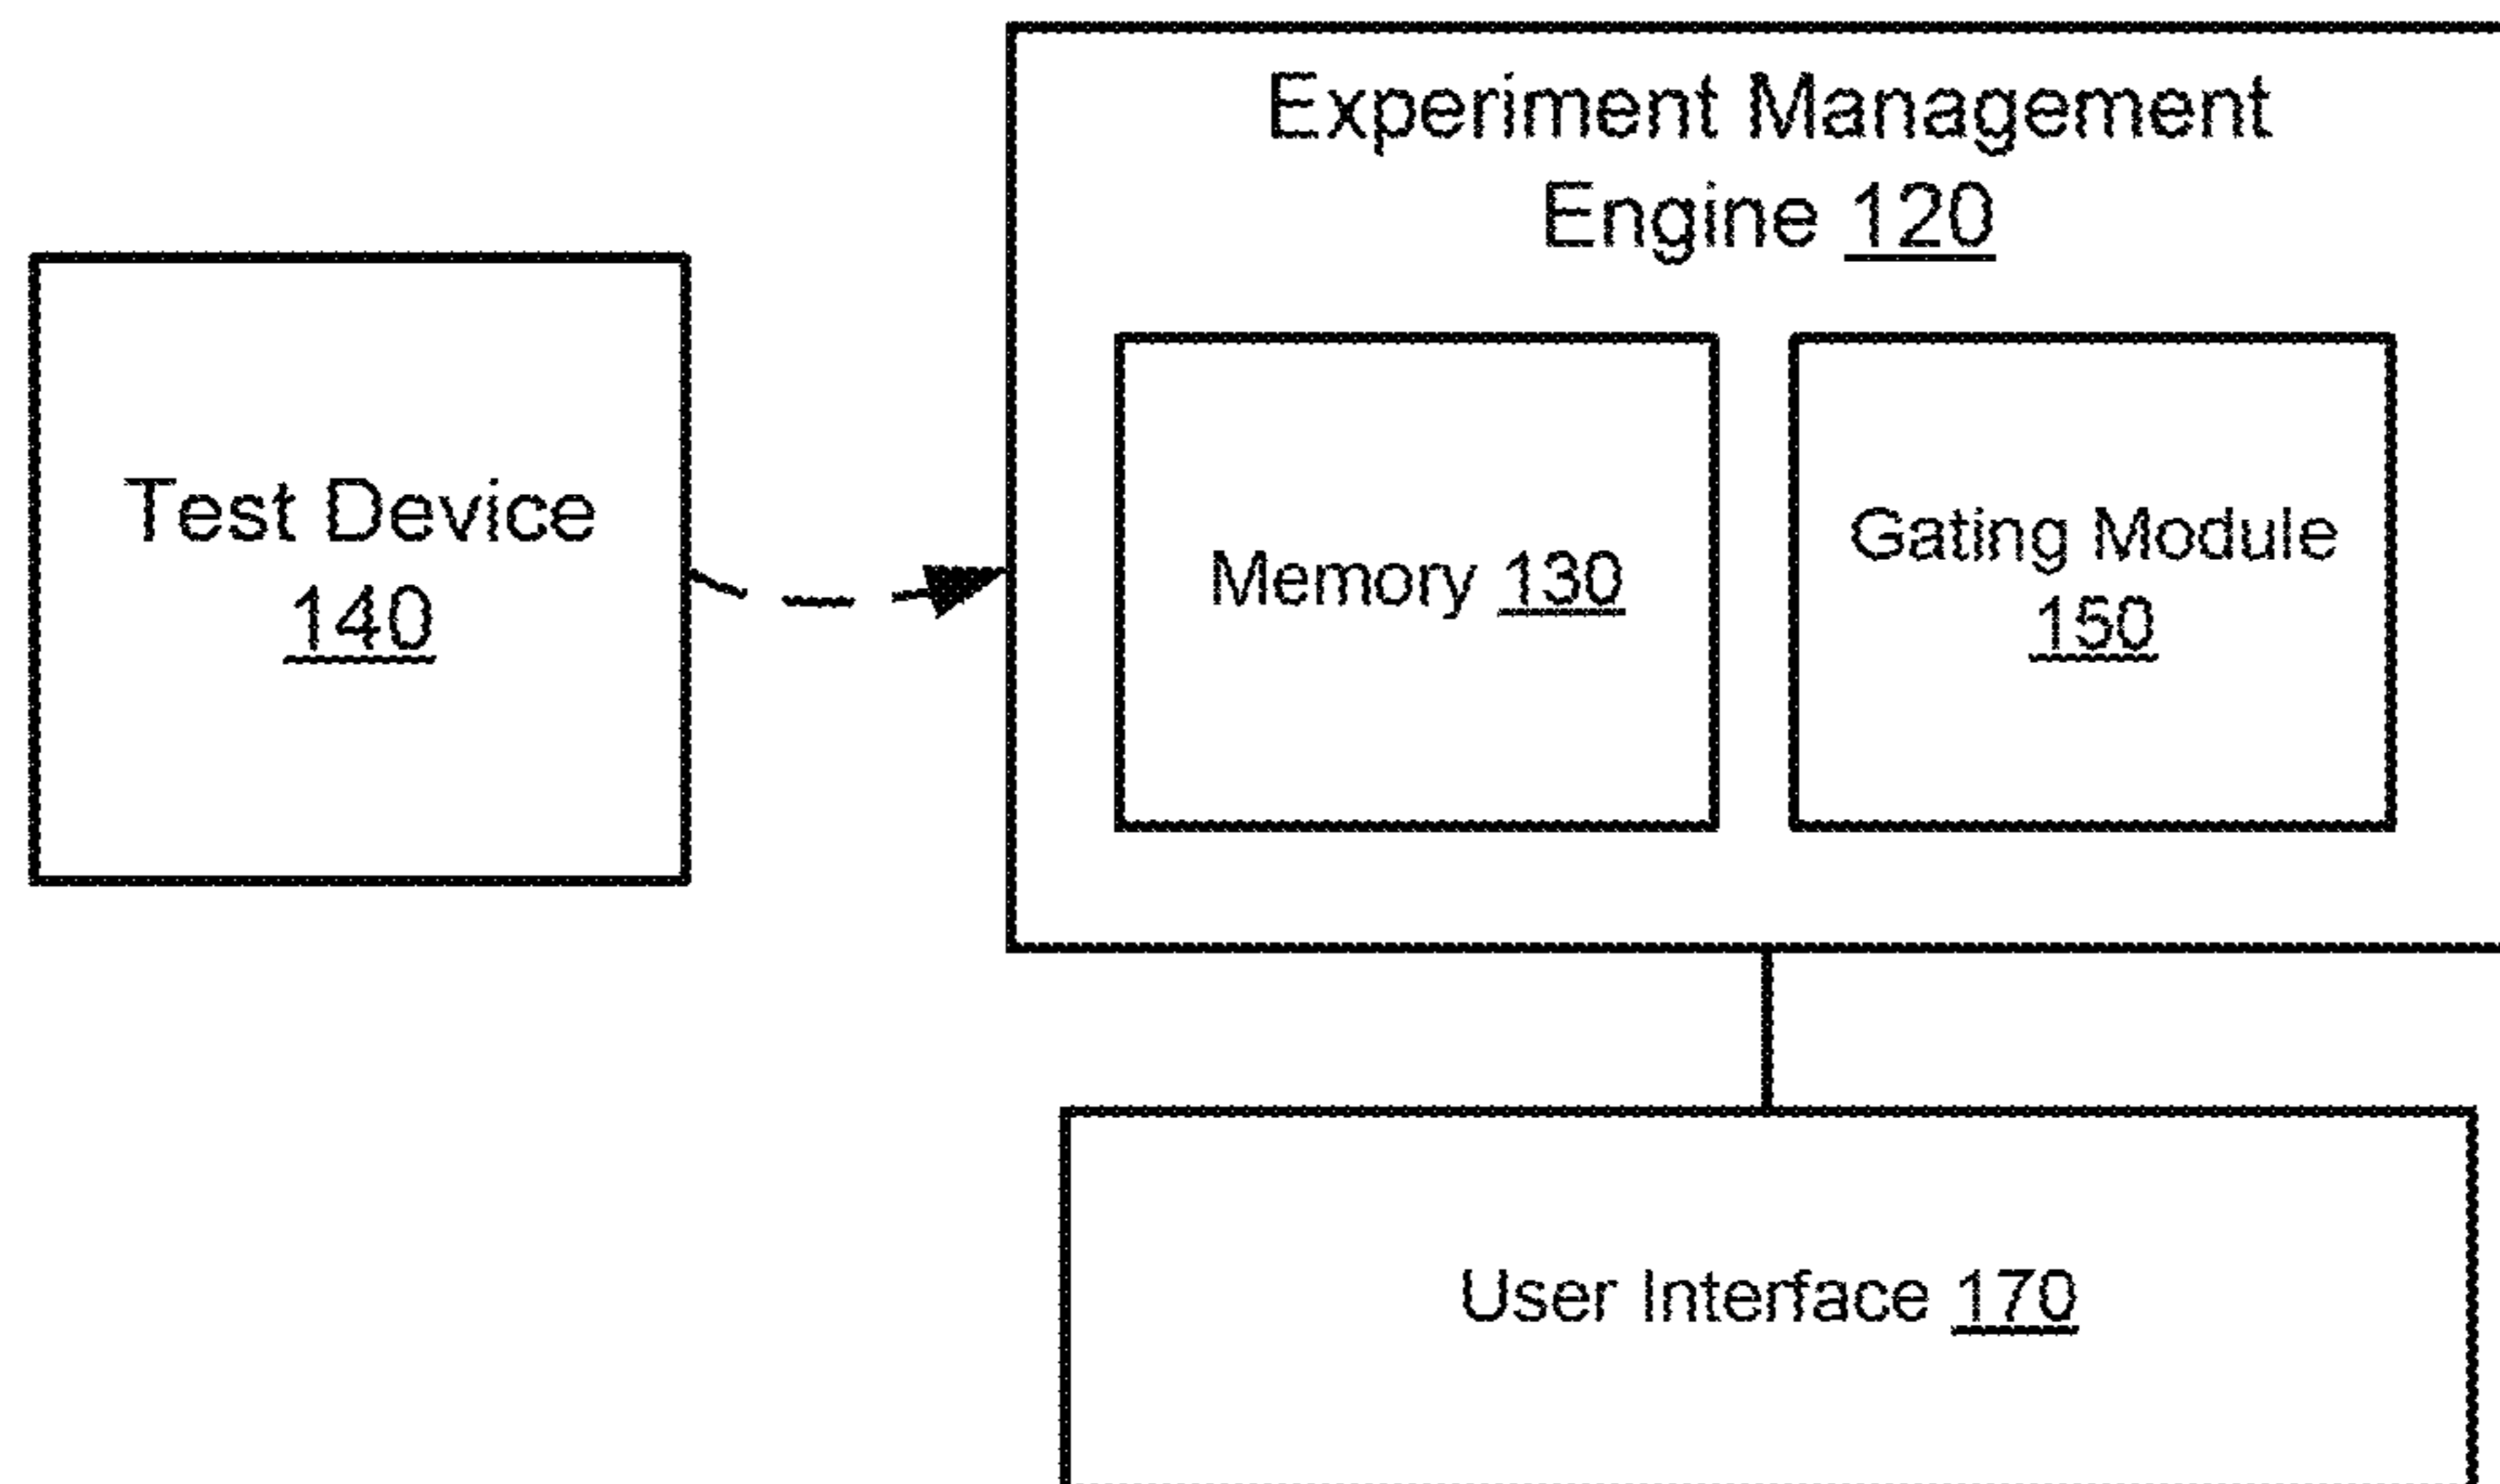 Experiment Management
Engine 120
Test Device
140
Memory 130
Gating Module
150
User Interface 170